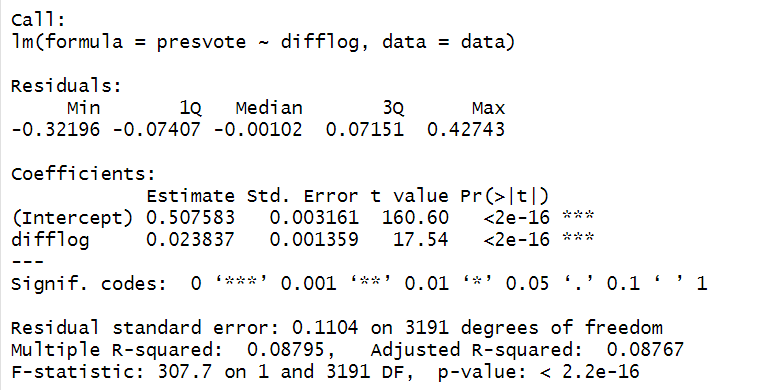 Call:
lm(formula = presvote ~ difflog, data = data)
Residuals:
     Min       1Q   Median       3Q      Max
-0.32196 -0.07407 -0.00102  0.07151  0.42743
Coefficients:
            Estimate Std. Error t value Pr(>|t|)
(Intercept) 0.507583   0.003161  160.60   <2e-16 ***
difflog     0.023837   0.001359   17.54   <2e-16 ***
---
Signif. codes:  0 ‘***’ 0.001 ‘**’ 0.01 ‘*’ 0.05 ‘.’ 0.1 ‘ ’ 1
Residual standard error: 0.1104 on 3191 degrees of freedom
Multiple R-squared:  0.08795,	Adjusted R-squared:  0.08767
F-statistic: 307.7 on 1 and 3191 DF,  p-value: < 2.2e-16